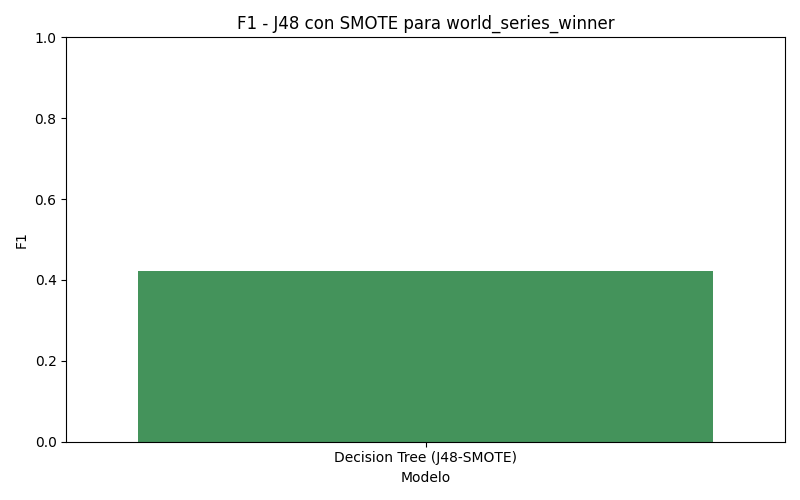 F1 - J48 con SMOTE para world_series_winner
1.0
0.8
0.6
0.4
0.2
0.0
F1
Decision Tree (J48-SMOTE)
Modelo